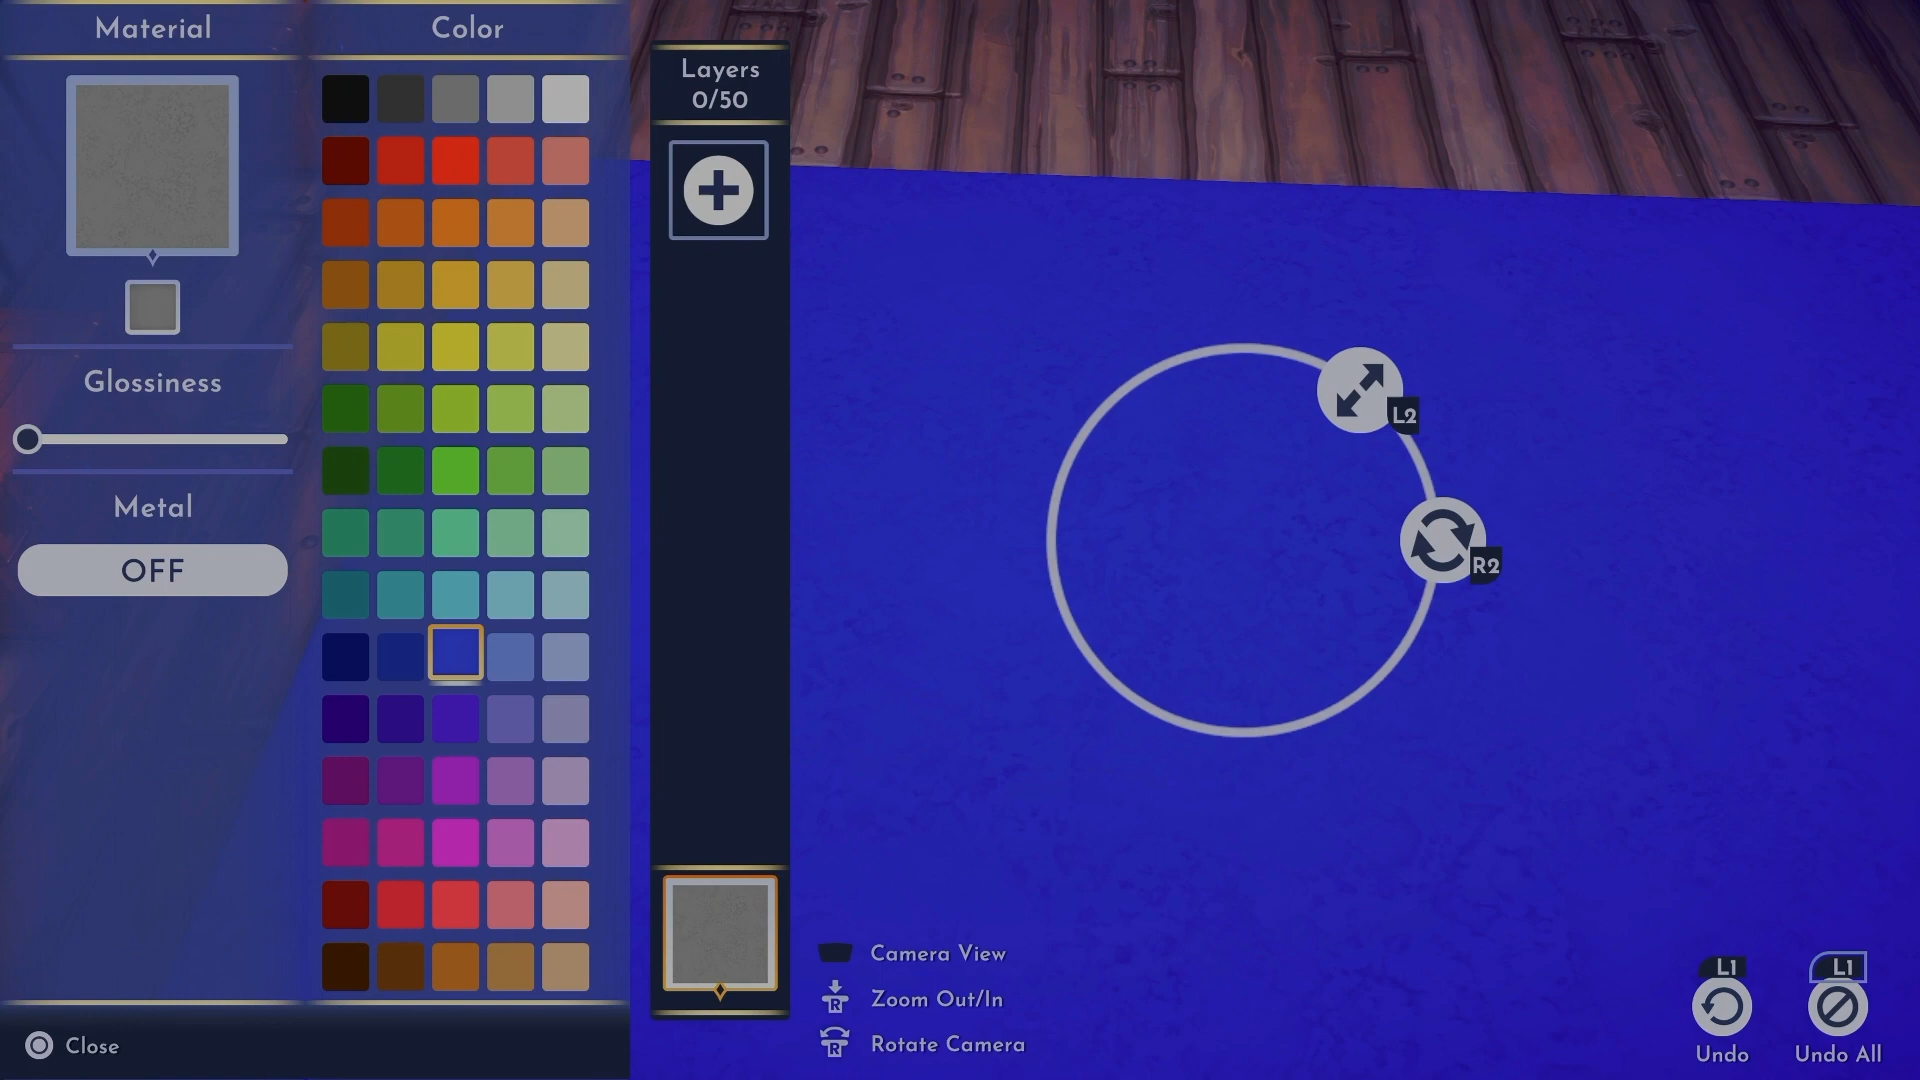 Material
Color
Layers
0/50
Glossiness
Metal
OFF
L2
R2
Camera View
R Zoom Out/In
R Rotate Camera
Close
L1
Undo
L1
Undo All